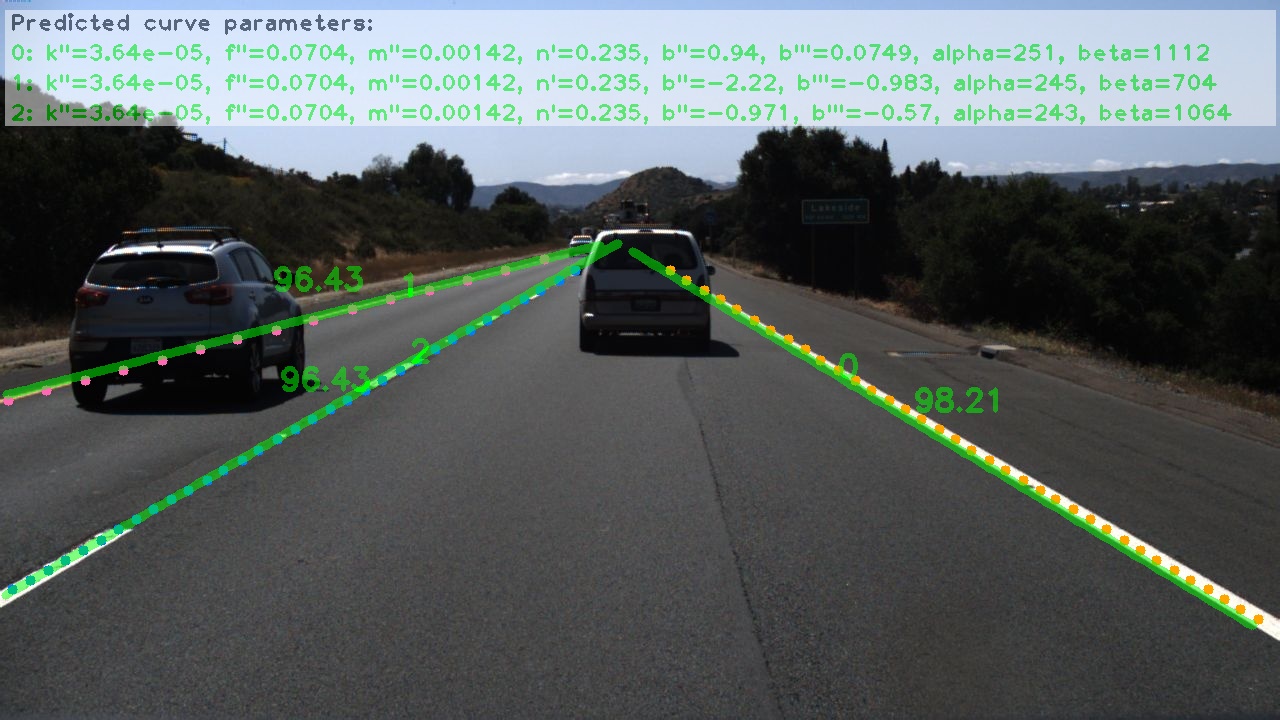 Predicted curve parameters:
0: k''=3.64e-05, f''=0.0704, m''=0.00142, n'=0.235, b''=0.94, b'''=0.0749, alpha=251, beta=1112
1: k''=3.64e-05, f''=0.0704, m''=0.00142, n'=0.235, b''=-2.22, b'''=-0.983, alpha=245, beta=704
2: k''=3.64e-05, f''=0.0704, m''=0.00142, n'=0.235, b''=-0.971, b'''=-0.57, alpha=243, beta=1064
Lakeside
96.43 1
2
96.43
0
98.21
KIA